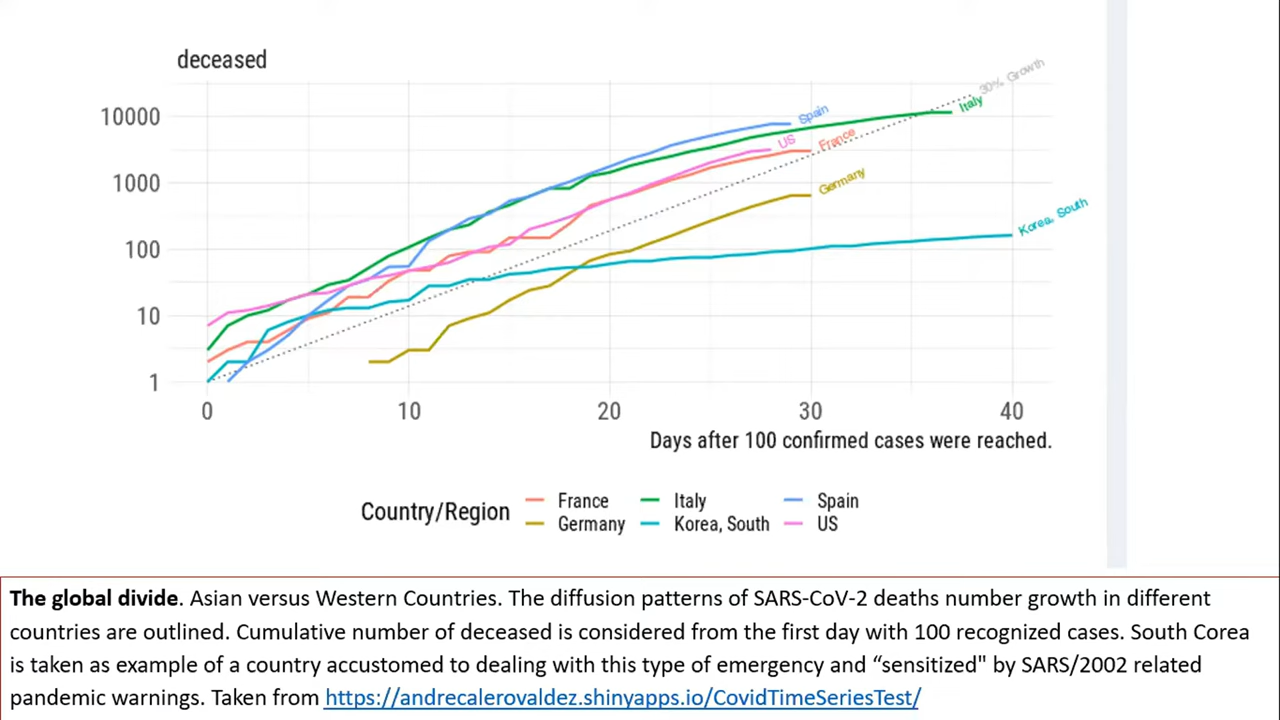 deceased
30% Growth
10000
1000
100
10
1
Spain
Italy
US
France
Germany
Korea, South
0 10 20 30 40
Days after 100 confirmed cases were reached.
Country/Region
France Italy Spain
Germany Korea, South US
The global divide. Asian versus Western Countries. The diffusion patterns of SARS-CoV-2 deaths number growth in different
countries are outlined. Cumulative number of deceased is considered from the first day with 100 recognized cases. South Corea
is taken as example of a country accustomed to dealing with this type of emergency and “sensitized" by SARS/2002 related
pandemic warnings. Taken from https://andrecalerovaldez.shinyapps.io/CovidTimeSeriesTest/